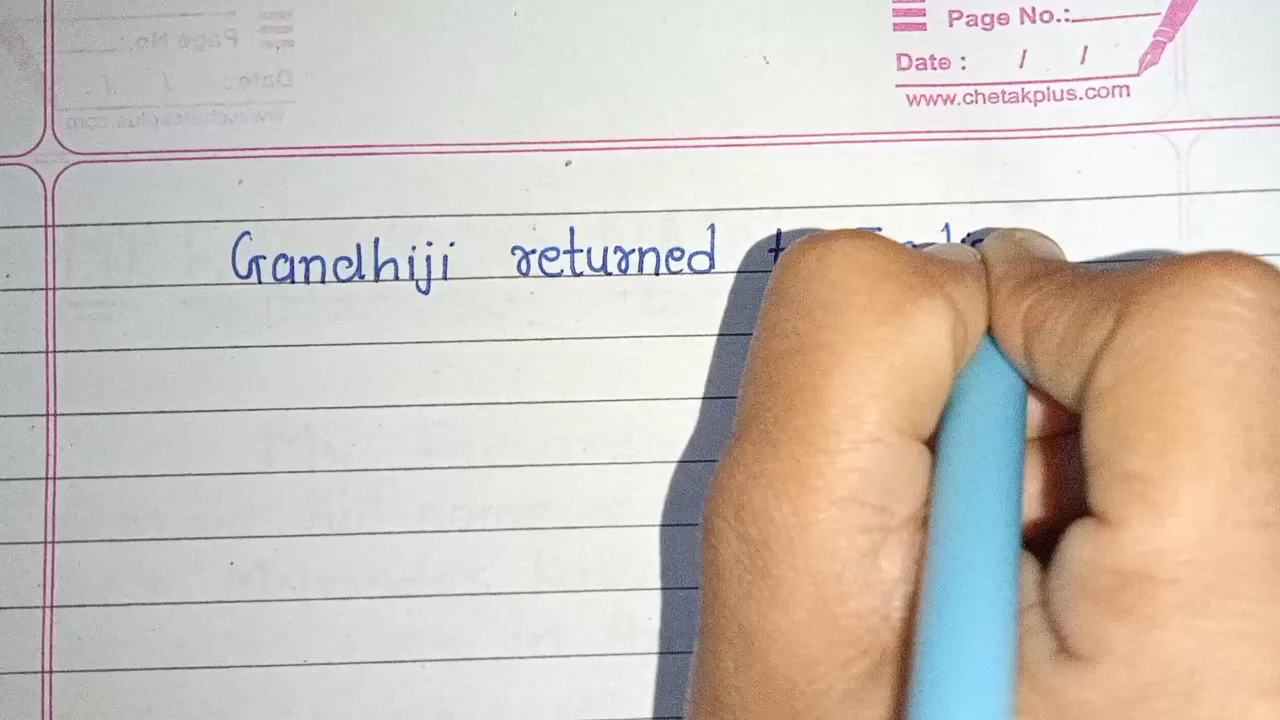 Page No.:
Date : / /
www.chetakplus.com
Gandhiji returned